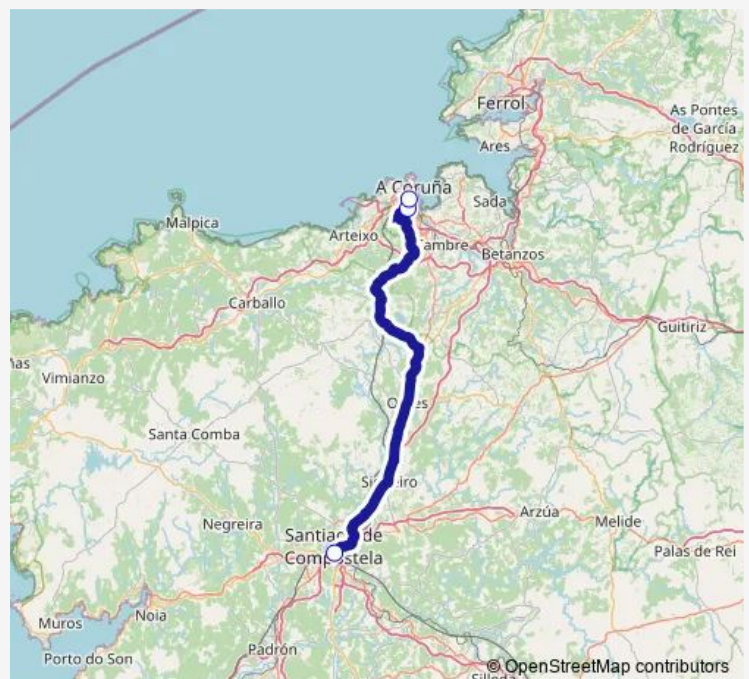 Ferrol
As Pontes
de García
Rodríguez
Ares
A Coruña
Sada
Malpica
Arteixo
Betanzos
Carballo
Guitiriz
Vimianzo
Santa Comba
Arzúa
Negreira
Melide
Santiago de
Compostela
Palas de Rei
Muros
Noia
Padrón
Porto do Son
© OpenStreetMap contributors